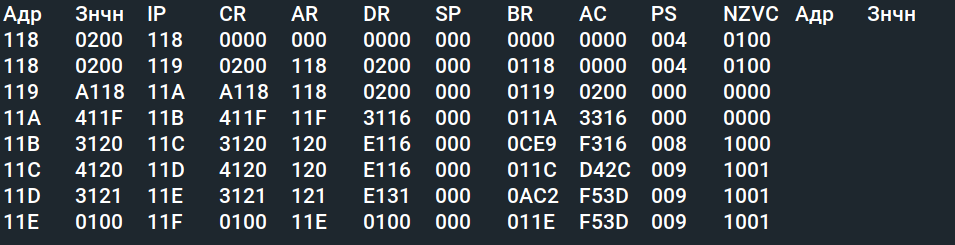 Адр Знчн IP CR AR DR SP BR AC PS NZVC Адр Знчн
118 0200 118 0000 000 0000 000 0000 0000 004 0100
118 0200 119 0200 118 0200 000 0118 0000 004 0100
119 A118 11A A118 118 0200 000 0119 0200 000 0000
11A 411F 11B 411F 11F 3116 000 011A 3316 000 0000
11B 3120 11C 3120 120 E116 000 0CE9 F316 008 1000
11C 4120 11D 4120 120 E116 000 011C D42C 009 1001
11D 3121 11E 3121 121 E131 000 0AC2 F53D 009 1001
11E 0100 11F 0100 11E 0100 000 011E F53D 009 1001